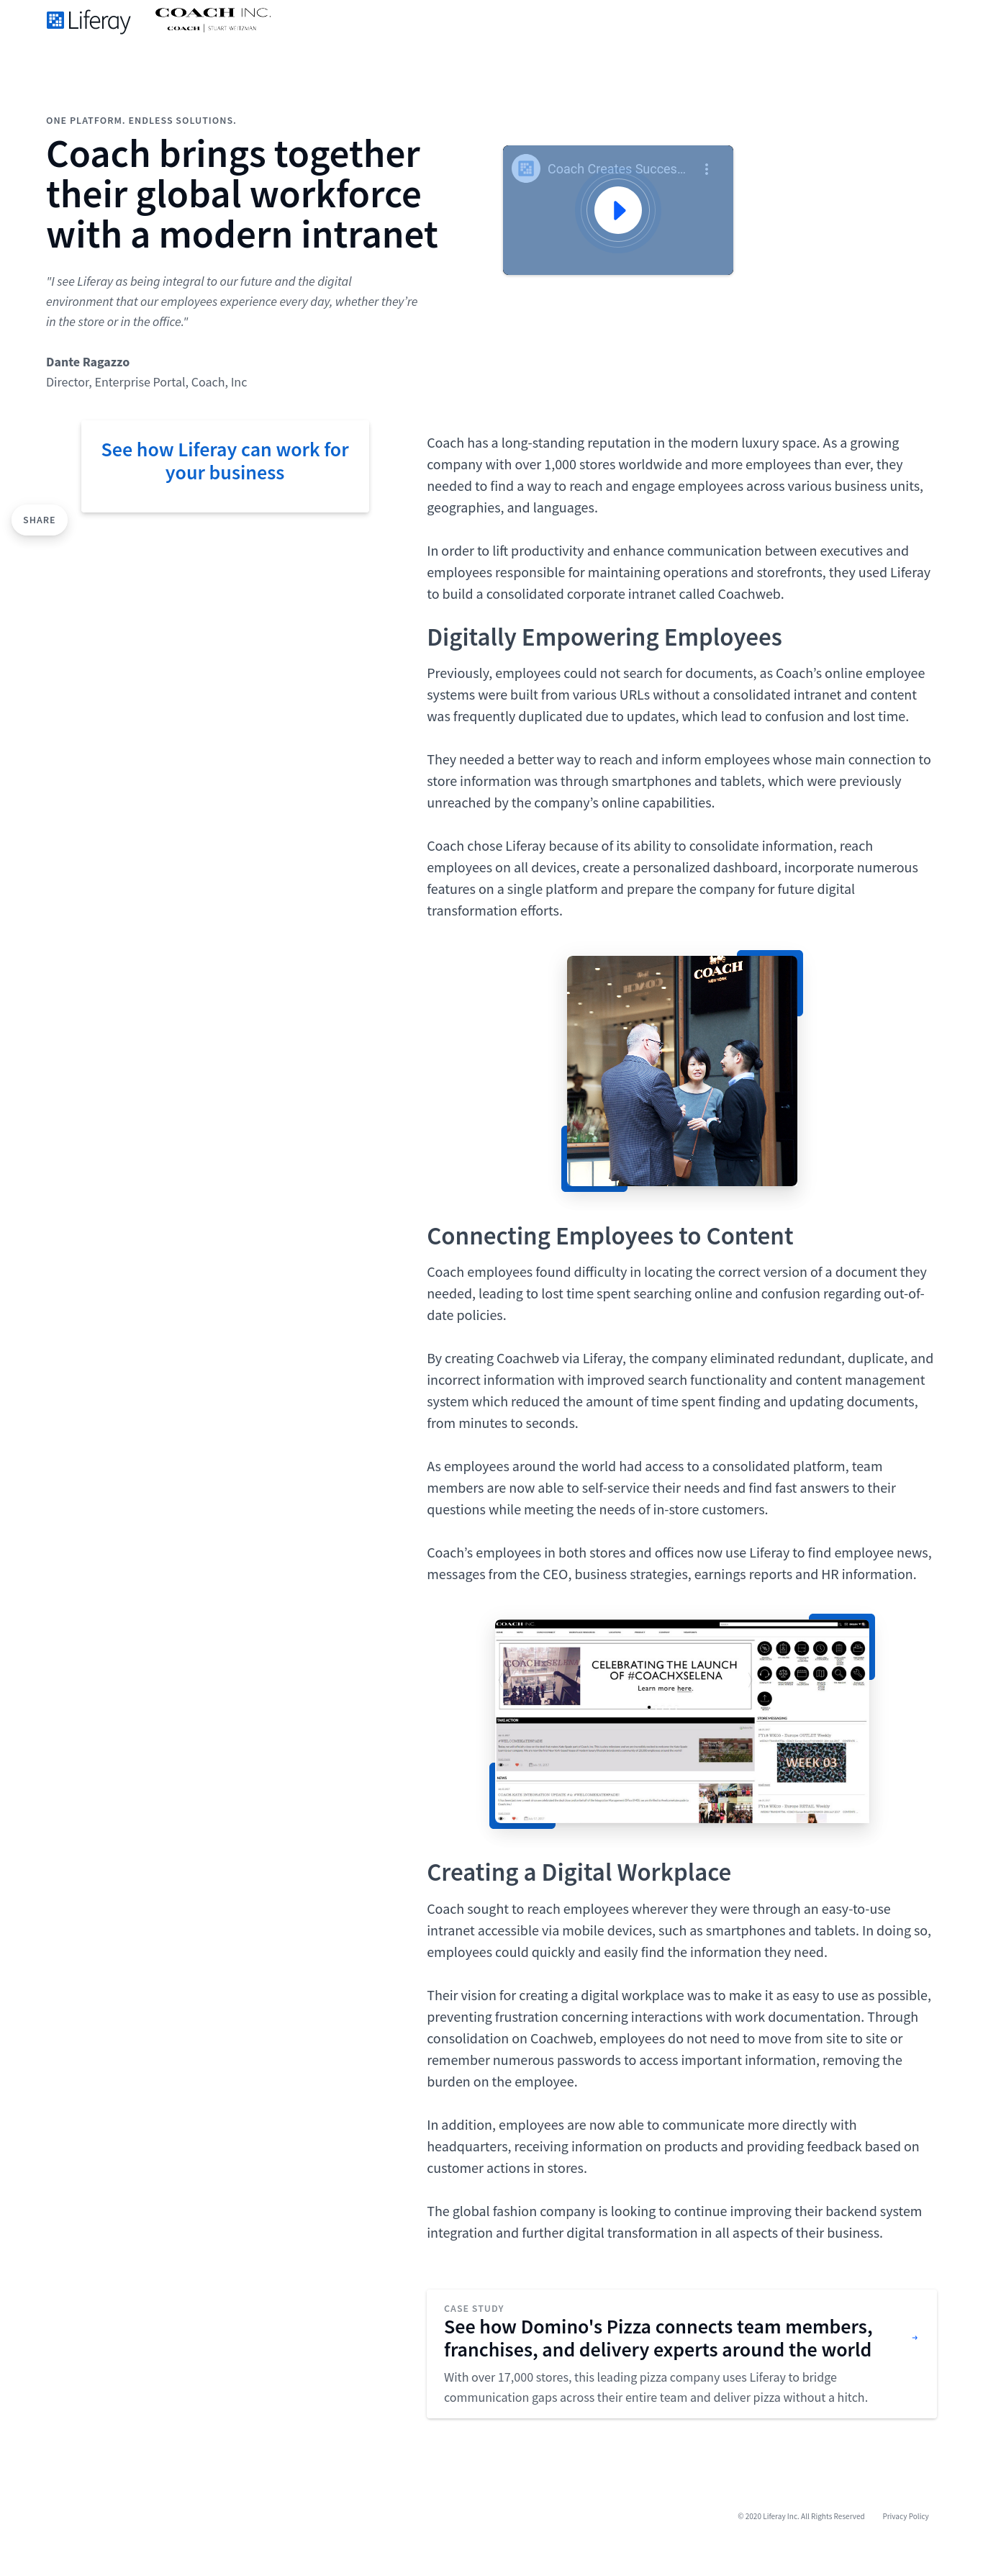 Liferay
COACH INC.
COACH | STUART WEITZMAN
ONE PLATFORM. ENDLESS SOLUTIONS.
Coach brings together
their global workforce
with a modern intranet
"I see Liferay as being integral to our future and the digital
environment that our employees experience every day, whether they’re
in the store or in the office."
Dante Ragazzo
Director, Enterprise Portal, Coach, Inc
Coach Creates Succes...
See how Liferay can work for
your business
SHARE
Coach has a long-standing reputation in the modern luxury space. As a growing
company with over 1,000 stores worldwide and more employees than ever, they
needed to find a way to reach and engage employees across various business units,
geographies, and languages.
In order to lift productivity and enhance communication between executives and
employees responsible for maintaining operations and storefronts, they used Liferay
to build a consolidated corporate intranet called Coachweb.
Digitally Empowering Employees
Previously, employees could not search for documents, as Coach’s online employee
systems were built from various URLs without a consolidated intranet and content
was frequently duplicated due to updates, which lead to confusion and lost time.
They needed a better way to reach and inform employees whose main connection to
store information was through smartphones and tablets, which were previously
unreached by the company’s online capabilities.
Coach chose Liferay because of its ability to consolidate information, reach
employees on all devices, create a personalized dashboard, incorporate numerous
features on a single platform and prepare the company for future digital
transformation efforts.
COACH
NEW YORK
Connecting Employees to Content
Coach employees found difficulty in locating the correct version of a document they
needed, leading to lost time spent searching online and confusion regarding out-of-
date policies.
By creating Coachweb via Liferay, the company eliminated redundant, duplicate, and
incorrect information with improved search functionality and content management
system which reduced the amount of time spent finding and updating documents,
from minutes to seconds.
As employees around the world had access to a consolidated platform, team
members are now able to self-service their needs and find fast answers to their
questions while meeting the needs of in-store customers.
Coach’s employees in both stores and offices now use Liferay to find employee news,
messages from the CEO, business strategies, earnings reports and HR information.
COACH INC
COACHXSELENA
CELEBRATING THE LAUNCH
OF #COACHXSELENA
Learn more here.
TAKE ACTION
STORE MESSAGING
WEEK 03
NEWS
Creating a Digital Workplace
Coach sought to reach employees wherever they were through an easy-to-use
intranet accessible via mobile devices, such as smartphones and tablets. In doing so,
employees could quickly and easily find the information they need.
Their vision for creating a digital workplace was to make it as easy to use as possible,
preventing frustration concerning interactions with work documentation. Through
consolidation on Coachweb, employees do not need to move from site to site or
remember numerous passwords to access important information, removing the
burden on the employee.
In addition, employees are now able to communicate more directly with
headquarters, receiving information on products and providing feedback based on
customer actions in stores.
The global fashion company is looking to continue improving their backend system
integration and further digital transformation in all aspects of their business.
CASE STUDY
See how Domino's Pizza connects team members,
franchises, and delivery experts around the world
With over 17,000 stores, this leading pizza company uses Liferay to bridge
communication gaps across their entire team and deliver pizza without a hitch.
© 2020 Liferay Inc. All Rights Reserved
Privacy Policy